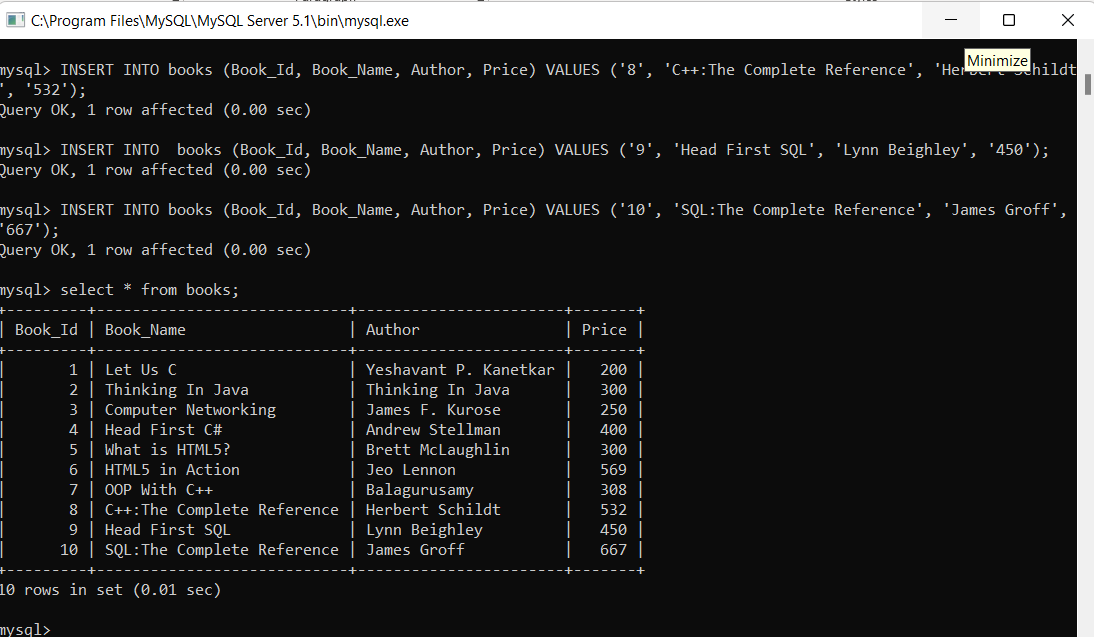 C:\Program Files\MySQL\MySQL Server 5.1\bin\mysql.exe
Minimize
mysql> INSERT INTO books (Book_Id, Book_Name, Author, Price) VALUES ('8', 'C++:The Complete Reference', 'Herbert Schildt
', '532');
Query OK, 1 row affected (0.00 sec)
mysql> INSERT INTO  books (Book_Id, Book_Name, Author, Price) VALUES ('9', 'Head First SQL', 'Lynn Beighley', '450');
Query OK, 1 row affected (0.00 sec)
mysql> INSERT INTO books (Book_Id, Book_Name, Author, Price) VALUES ('10', 'SQL:The Complete Reference', 'James Groff',
'667');
Query OK, 1 row affected (0.00 sec)
mysql> select * from books;
+---------+----------------------------+-----------------------+-------+
| Book_Id | Book_Name                  | Author                | Price |
+---------+----------------------------+-----------------------+-------+
|       1 | Let Us C                   | Yeshavant P. Kanetkar |   200 |
|       2 | Thinking In Java           | Thinking In Java      |   300 |
|       3 | Computer Networking        | James F. Kurose       |   250 |
|       4 | Head First C#              | Andrew Stellman       |   400 |
|       5 | What is HTML5?             | Brett McLaughlin      |   300 |
|       6 | HTML5 in Action            | Jeo Lennon            |   569 |
|       7 | OOP With C++               | Balagurusamy          |   308 |
|       8 | C++:The Complete Reference | Herbert Schildt       |   532 |
|       9 | Head First SQL             | Lynn Beighley         |   450 |
|      10 | SQL:The Complete Reference | James Groff           |   667 |
+---------+----------------------------+-----------------------+-------+
10 rows in set (0.01 sec)
mysql>